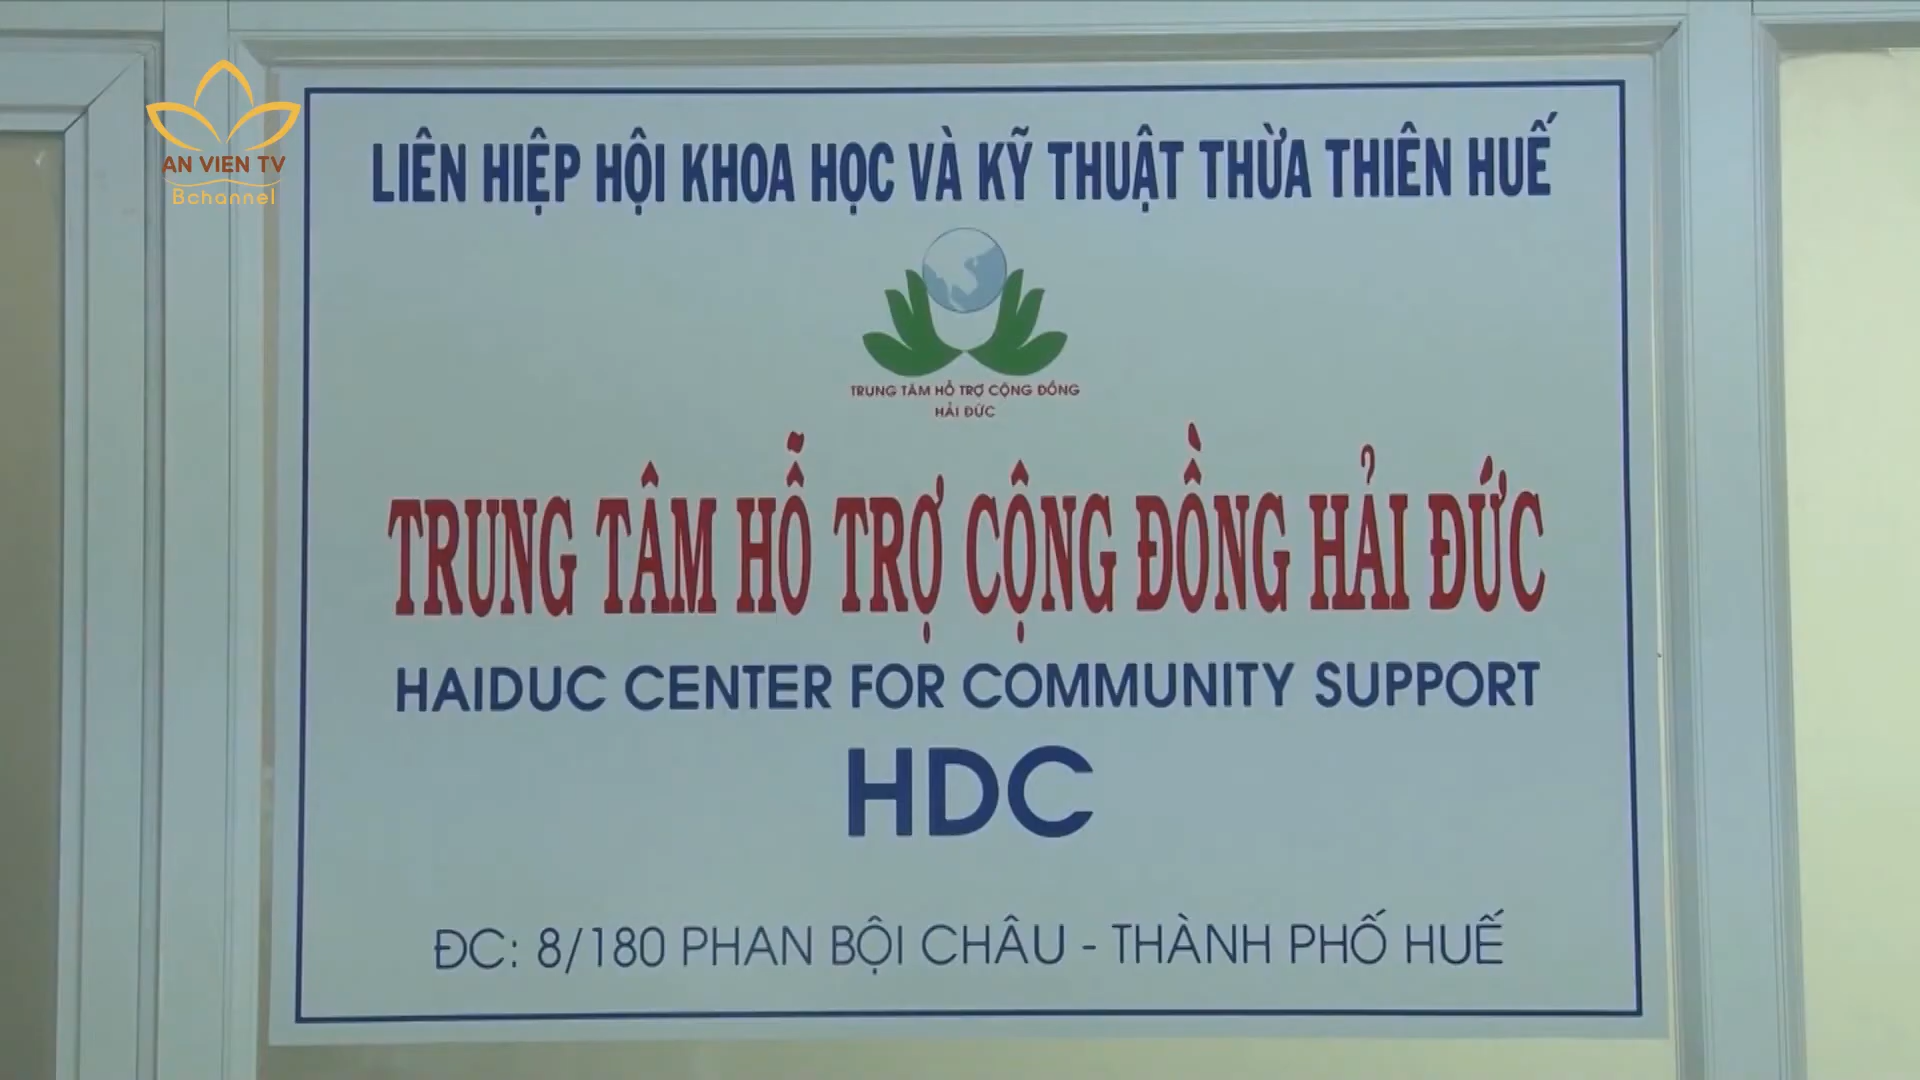 AN VIEN TV
Bchannel
LIÊN HIỆP HỘI KHOA HỌC VÀ KỸ THUẬT THỪA THIÊN HUẾ
TRUNG TÂM HỖ TRỢ CỘNG ĐỒNG
HẢI ĐỨC
TRUNG TÂM HỖ TRỢ CỘNG ĐỒNG HẢI ĐỨC
HAIDUC CENTER FOR COMMUNITY SUPPORT
HDC
ĐC: 8/180 PHAN BỘI CHÂU - THÀNH PHỐ HUẾ